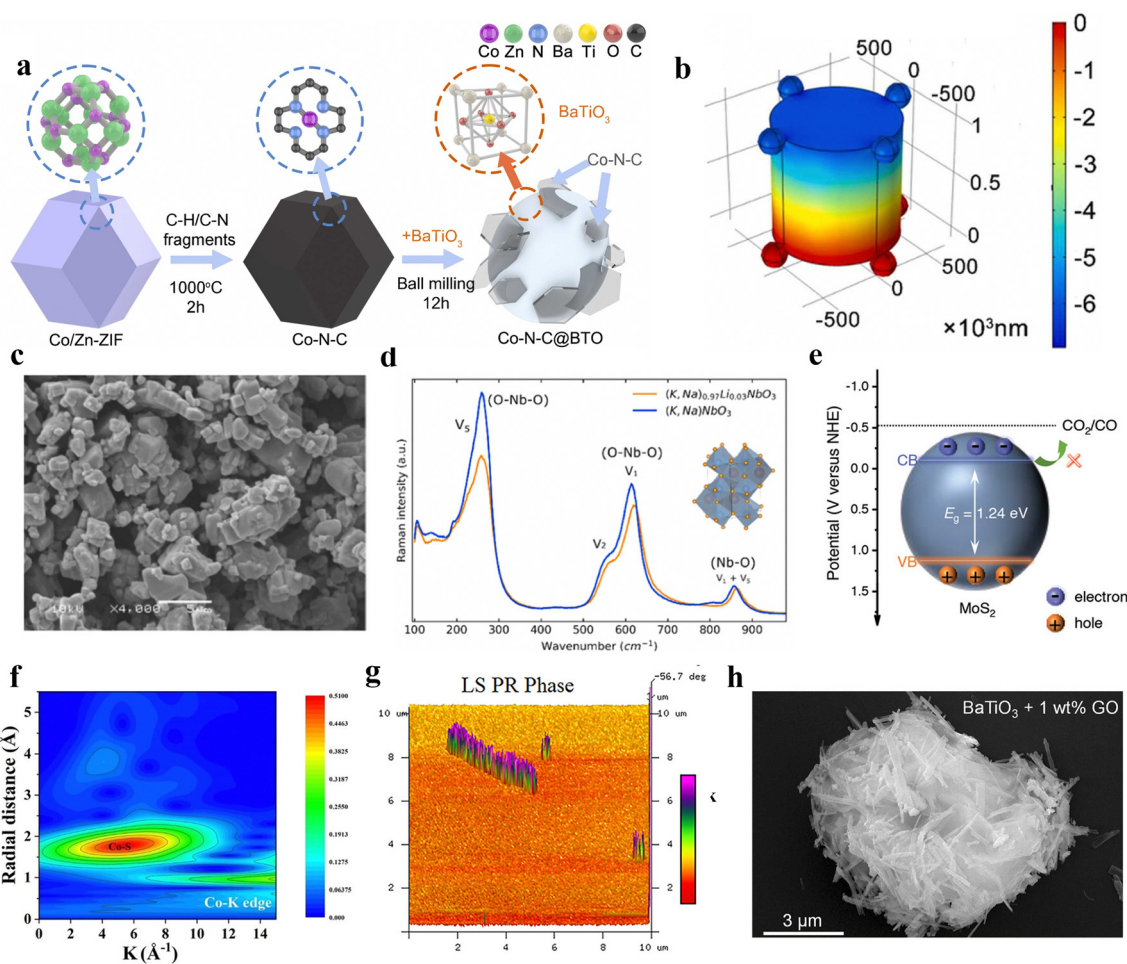 a
Co Zn N Ba Ti O C
BaTiO3
Co-N-C
C-H/C-N
fragments
1000°C
2h
+BaTiO3
Ball milling
12h
Co/Zn-ZIF
Co-N-C
Co-N-C@BTO
b
500
0
-500
1
0.5
0
500
0
-500
×10³nm
0
-1
-2
-3
-4
-5
-6
c
10kU X4,000 5μm
d
(O-Nb-O)
V5
(K, Na)0.97Li0.03NbO3
(K, Na)NbO3
(O-Nb-O)
V1
V2
(Nb-O)
V1 + V5
Raman intensity (a.u.)
100 200 300 400 500 600 700 800 900
Wavenumber (cm-1)
e
Potential (V versus NHE)
-1.0
-0.5
0.0
0.5
1.0
1.5
CO2/CO
CB
Eg = 1.24 eV
VB
MoS2
electron
hole
f
Radial distance (Å)
5
4
3
2
1
0
Co-S
Co-K edge
0 2 4 6 8 10 12 14
K (Å-1)
0.5100
0.4463
0.3825
0.3187
0.2550
0.1913
0.1275
0.06375
0.000
g
LS PR Phase
-56.7 deg
um
10 um
8
6
4
2
10 um
8
6
4
2
2 4 6 8 10
um
h
BaTiO3 + 1 wt% GO
3 μm